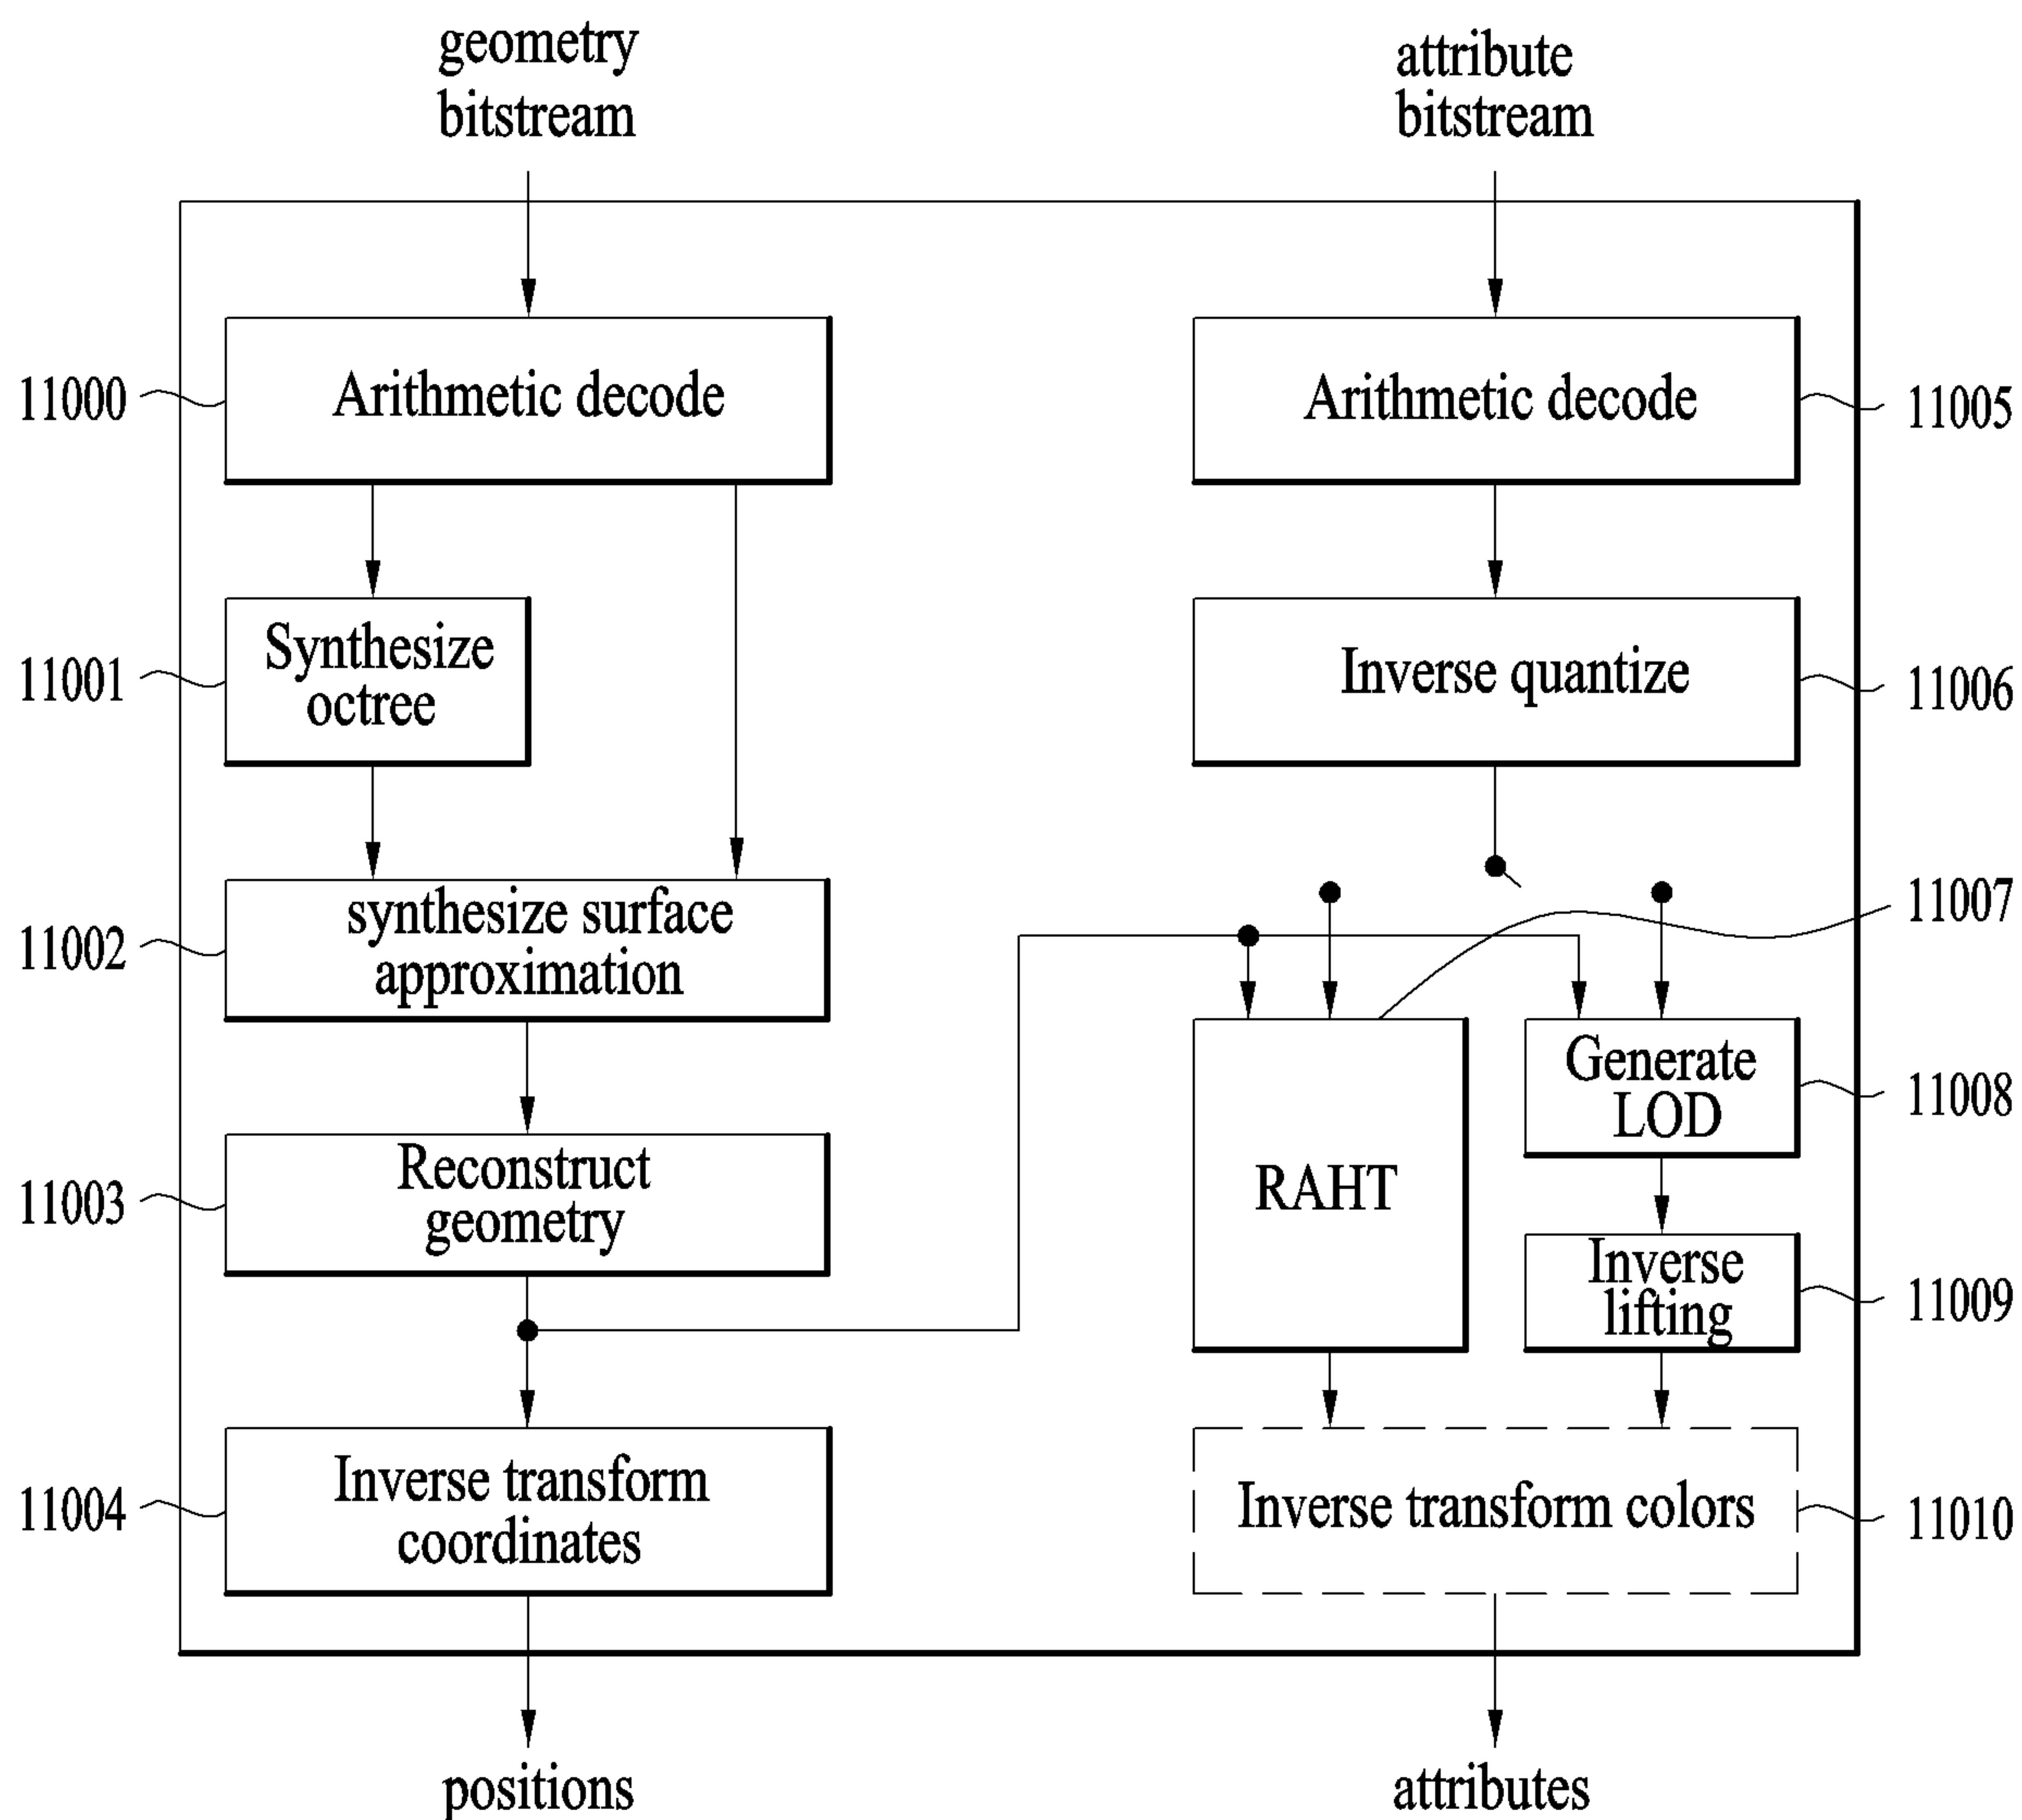 geometry
bitstream
attribute
bitstream
11000
Arithmetic decode
Arithmetic decode
11005
11001
Synthesize
octree
Inverse quantize
11006
11002
synthesize surface
approximation
11007
Generate
LOD
11008
11003
Reconstruct
geometry
RAHT
Inverse
lifting
11009
11004
Inverse transform
coordinates
Inverse transform colors
11010
positions
attributes